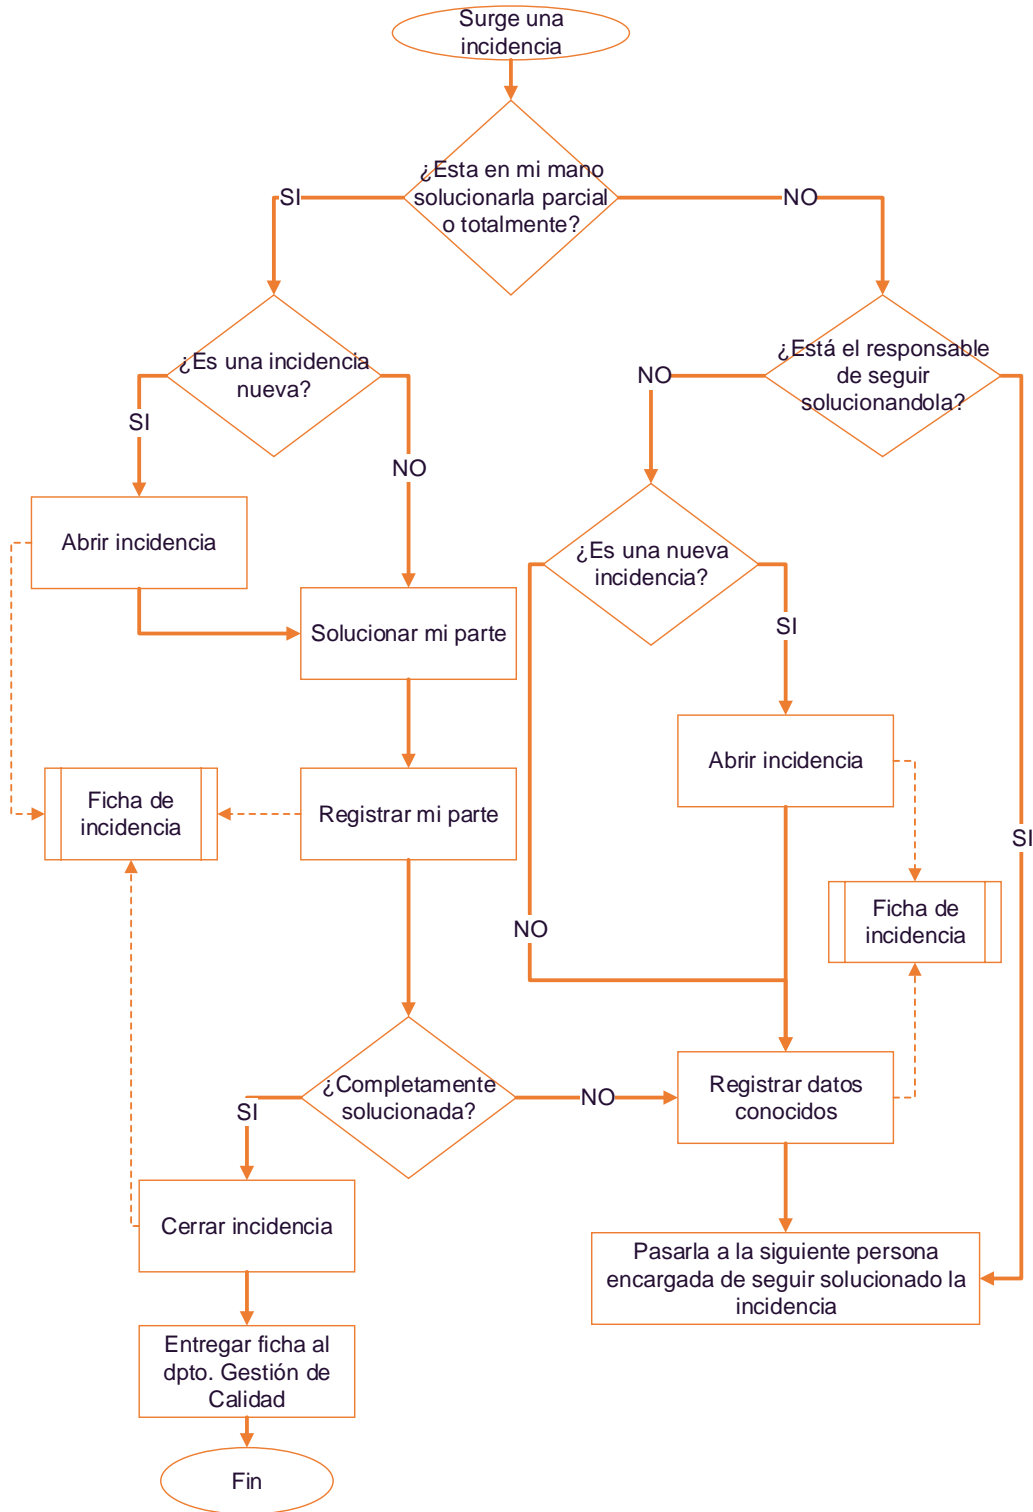 Surge una
incidencia
¿Esta en mi mano
solucionarla parcial
o totalmente?
SI
NO
¿Es una incidencia
nueva?
¿Está el responsable
de seguir
solucionandola?
NO
SI
NO
Abrir incidencia
¿Es una nueva
incidencia?
Solucionar mi parte
SI
Abrir incidencia
Ficha de
incidencia
Registrar mi parte
SI
NO
Ficha de
incidencia
¿Completamente
solucionada?
SI
NO
Registrar datos
conocidos
Cerrar incidencia
Pasarla a la siguiente persona
encargada de seguir solucionado la
incidencia
Entregar ficha al
dpto. Gestión de
Calidad
Fin